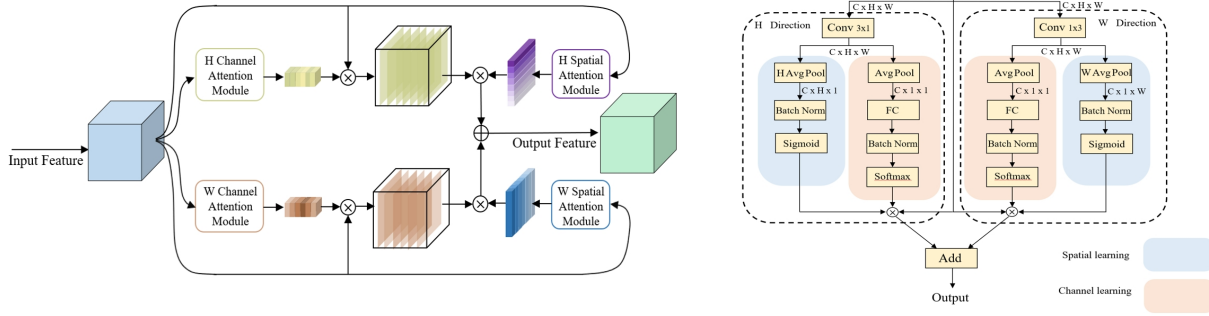 Input Feature
H Channel
Attention
Module
H Spatial
Attention
Module
Output Feature
W Channel
Attention
Module
W Spatial
Attention
Module
C x H x W
C x H x W
H Direction
Conv 3x1
Conv 1x3
W Direction
C x H x W
C x H x W
H Avg Pool
Avg Pool
Avg Pool
W Avg Pool
C x H x 1
C x 1 x 1
C x 1 x 1
C x 1 x W
Batch Norm
FC
FC
Batch Norm
Sigmoid
Batch Norm
Batch Norm
Sigmoid
Softmax
Softmax
Add
Output
Spatial learning
Channel learning